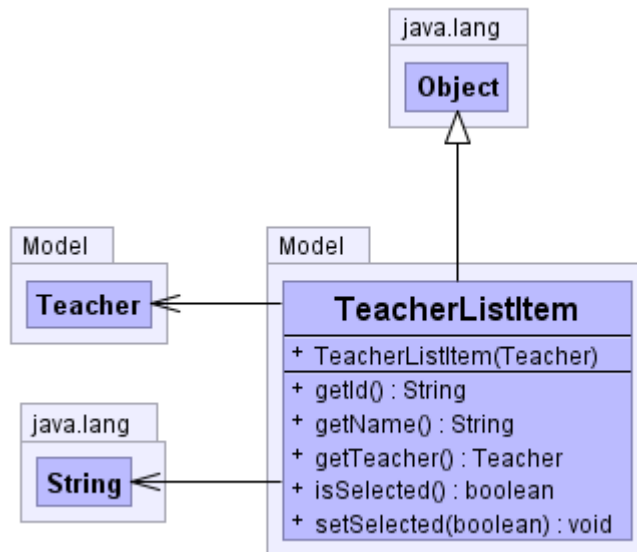 java.lang
Object
Model
Teacher
java.lang
String
Model
TeacherListItem
+ TeacherListItem(Teacher)
+ getId() : String
+ getName() : String
+ getTeacher() : Teacher
+ isSelected() : boolean
+ setSelected(boolean) : void